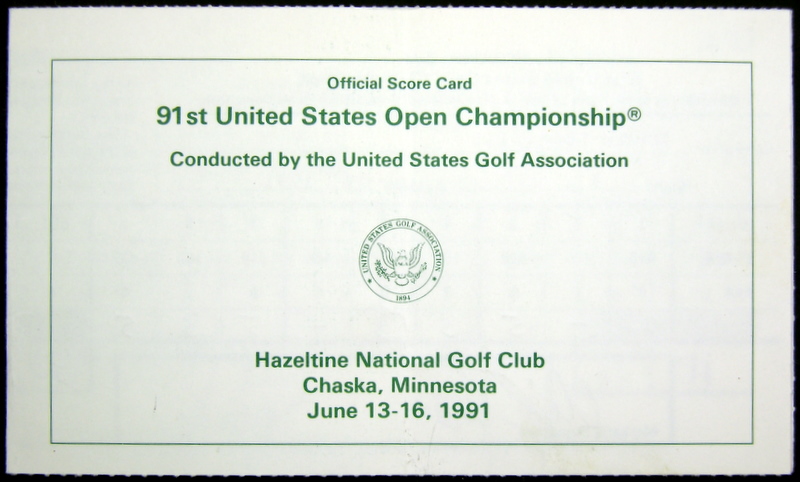 Official Score Card
91st United States Open Championship®
Conducted by the United States Golf Association
UNITED STATES GOLF ASSOCIATION
1894
Hazeltine National Golf Club
Chaska, Minnesota
June 13-16, 1991